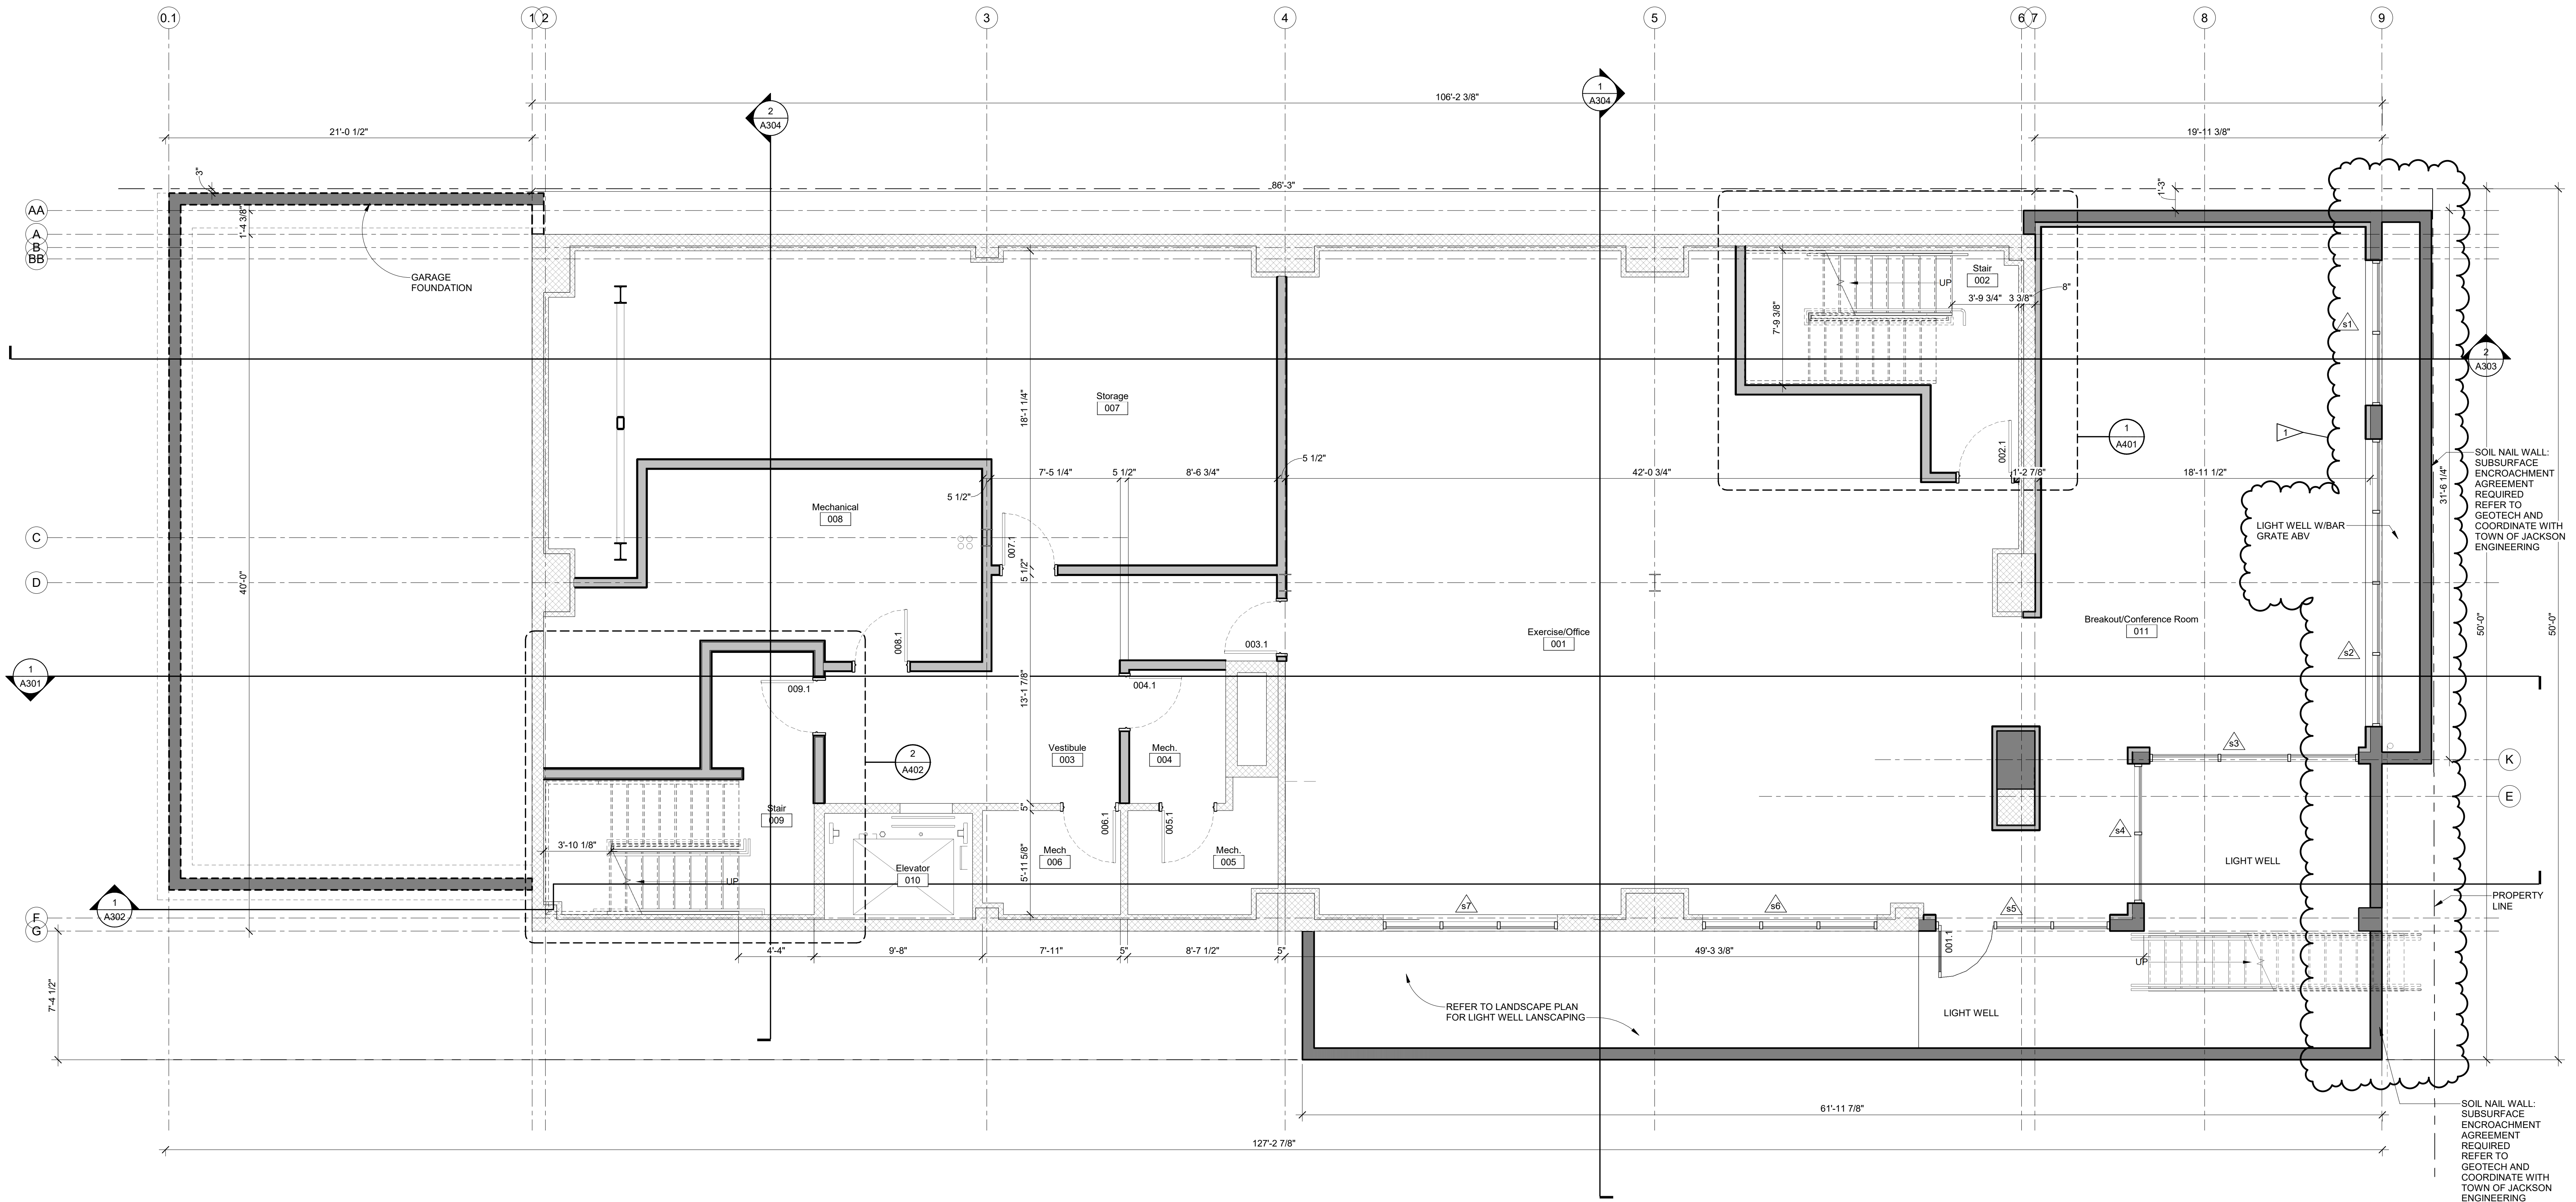 0.1
1
2
3
4
5
6
7
8
9
106'-2 3/8"
2
A304
1
A304
21'-0 1/2"
19'-11 3/8"
3"
86'-3"
1'-3"
AA
A
B
BB
1'-4 3/8"
GARAGE
FOUNDATION
Stair
002
UP
3'-9 3/4"
3 3/8"
8"
7'-9 3/8"
s1
2
A303
Storage
007
18'-1 1/4"
1
A401
1
SOIL NAIL WALL:
SUBSURFACE
ENCROACHMENT
AGREEMENT
REQUIRED
REFER TO
GEOTECH AND
COORDINATE WITH
TOWN OF JACKSON
ENGINEERING
002.1
5 1/2"
7'-5 1/4"
5 1/2"
8'-6 3/4"
42'-0 3/4"
1'-2 7/8"
18'-11 1/2"
31'-6 1/4"
5 1/2"
Mechanical
008
LIGHT WELL W/BAR
GRATE ABV
C
007.1
5 1/2"
D
40'-0"
50'-0"
50'-0"
Exercise/Office
001
Breakout/Conference Room
011
008.1
003.1
s2
1
A301
009.1
004.1
13'-1 7/8"
s3
Vestibule
003
Mech.
004
2
A402
K
E
Stair
009
5"
006.1
005.1
s4
3'-10 1/8"
Mech
006
Mech.
005
5'-11 5/8"
LIGHT WELL
Elevator
010
UP
1
A302
PROPERTY
LINE
F
G
s7
s6
s5
001.1
4'-4"
9'-8"
7'-11"
5"
8'-7 1/2"
5"
49'-3 3/8"
UP
7'-4 1/2"
REFER TO LANDSCAPE PLAN
FOR LIGHT WELL LANSCAPING
LIGHT WELL
61'-11 7/8"
SOIL NAIL WALL:
SUBSURFACE
ENCROACHMENT
AGREEMENT
REQUIRED
REFER TO
GEOTECH AND
COORDINATE WITH
TOWN OF JACKSON
ENGINEERING
127'-2 7/8"